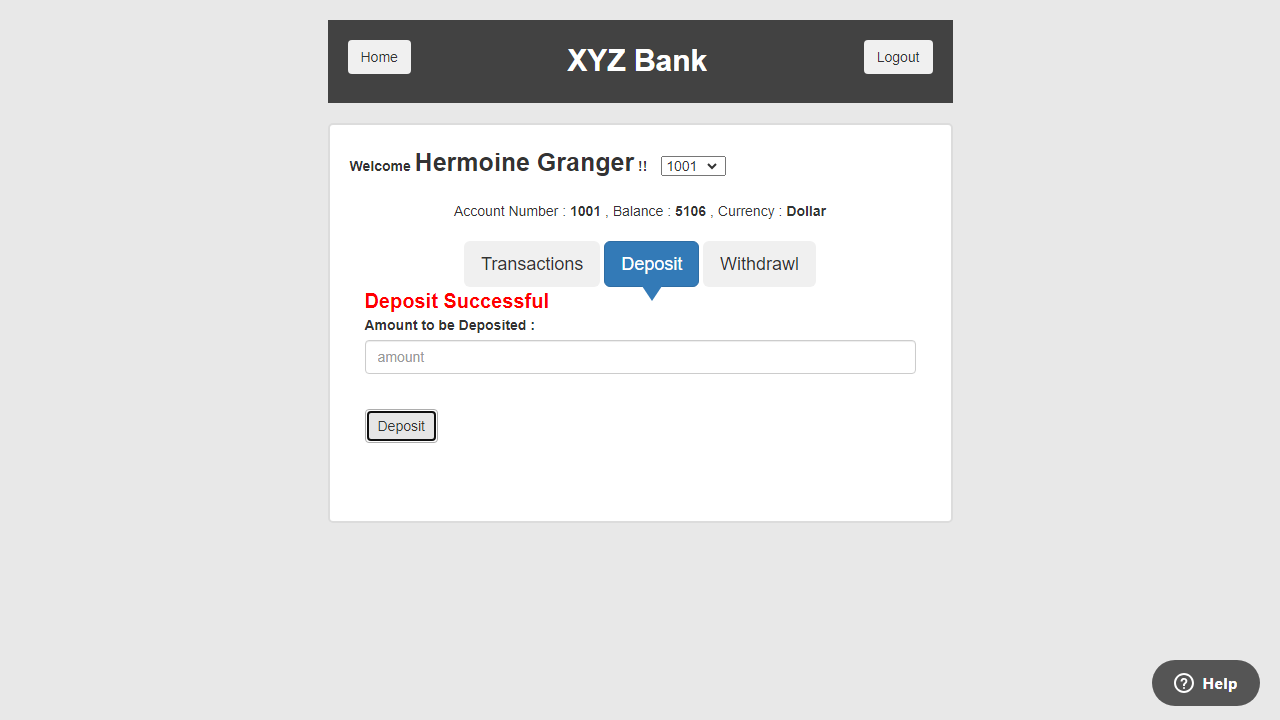 Home
XYZ Bank
Logout
Welcome Hermoine Granger !! 1001
Account Number : 1001 , Balance : 5106 , Currency : Dollar
Transactions
Deposit
Withdrawl
Deposit Successful
Amount to be Deposited :
amount
Deposit
Help